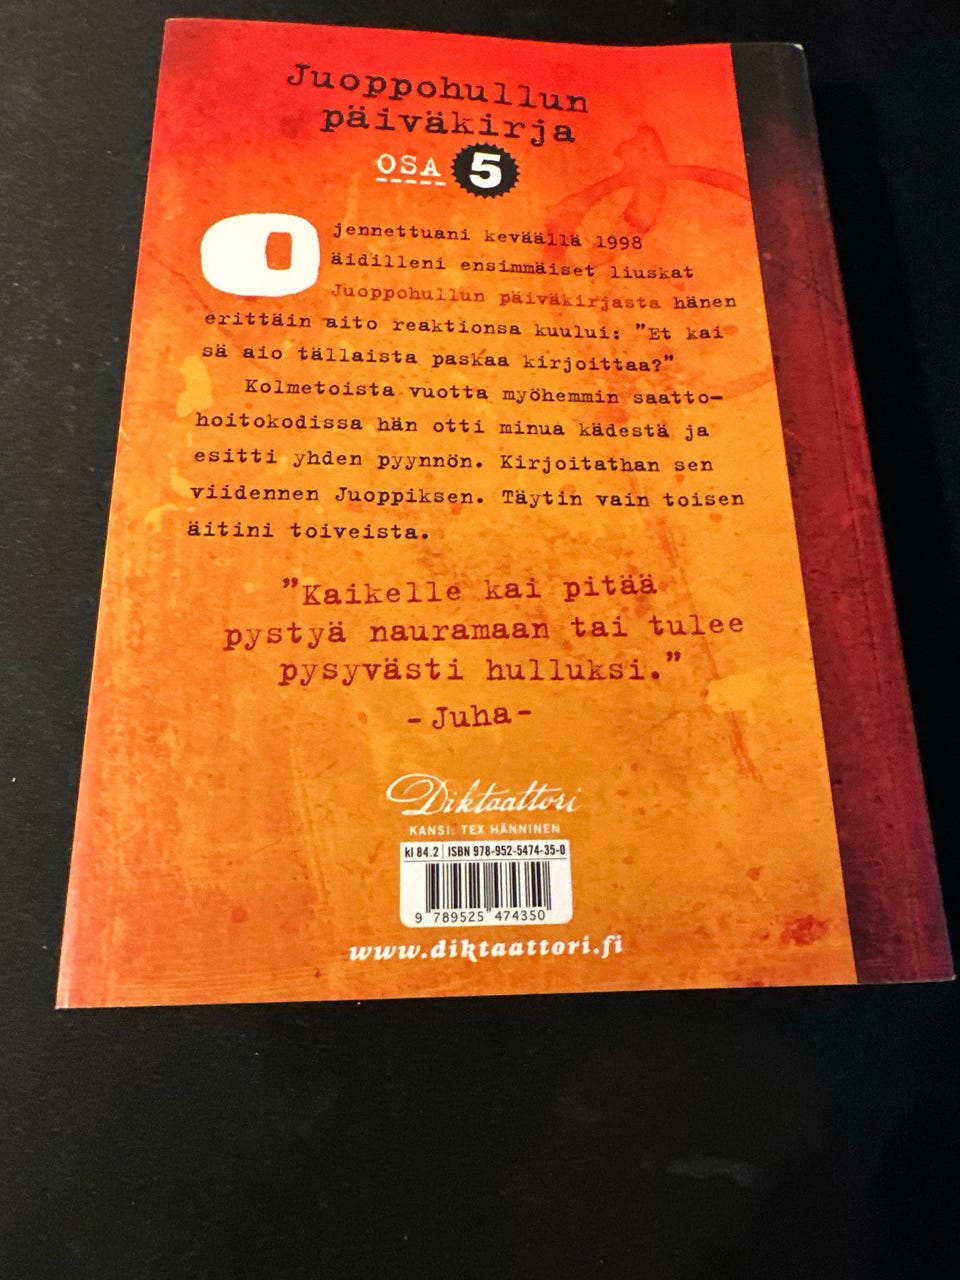 Juoppohullun
päiväkirja
OSA 5
Ojennettuani keväällä 1998
äidilleni ensimmäiset liuskat
Juoppohullun päiväkirjasta hänen
erittäin aito reaktionsa kuului: ”Et kai
sä aio tällaista paskaa kirjoittaa?”
Kolmetoista vuotta myöhemmin saatto-
hoitokodissa hän otti minua kädestä ja
esitti yhden pyynnön. Kirjoitathan sen
viidennen Juoppiksen. Täytin vain toisen
äitini toiveista.
”Kaikelle kai pitää
pystyä nauramaan tai tulee
pysyvästi hulluksi.”
-Juha-
Diktaattori
KANSI: TEX HÄNNINEN
kl 84.2 ISBN 978-952-5474-35-0
9 789525 474350
www.diktaattori.fi